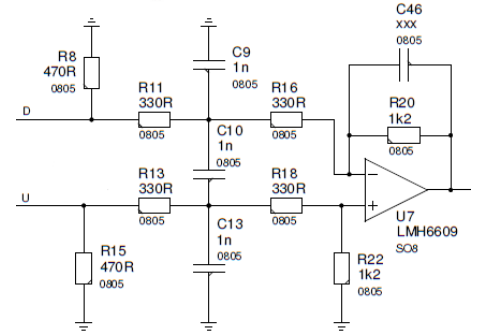 C46
xxx
0805
R8
470R
0805
C9
1n
0805
R11
330R
0805
R16
330R
0805
R20
1k2
0805
D
C10
1n
0805
R13
330R
0805
R18
330R
0805
U
−
+
U7
LMH6609
SO8
C13
1n
0805
R15
470R
0805
R22
1k2
0805